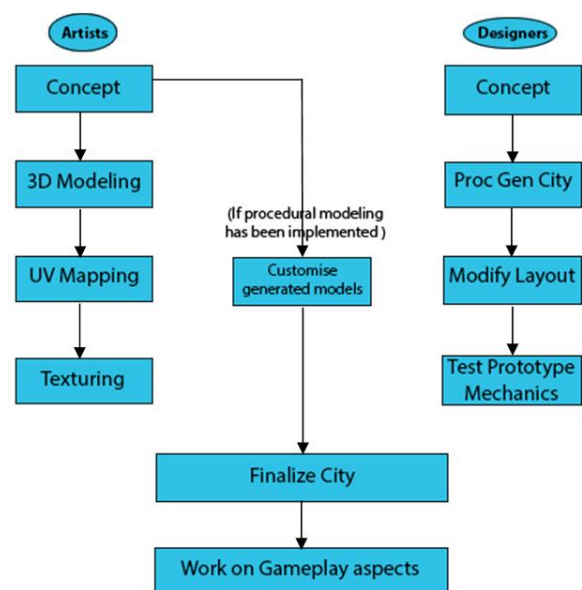 Artists
Designers
Concept
Concept
3D Modeling
Proc Gen City
(If procedural modeling
has been implemented )
UV Mapping
Customise
generated models
Modify Layout
Texturing
Test Prototype
Mechanics
Finalize City
Work on Gameplay aspects